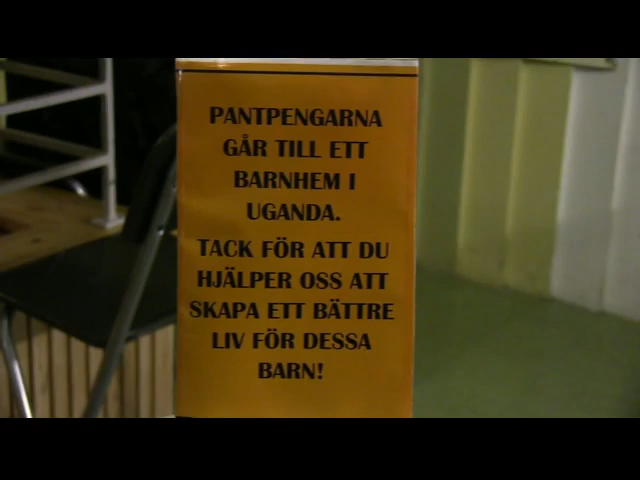 PANTPENGARNA
GÅR TILL ETT
BARNHEM I
UGANDA.
TACK FÖR ATT DU
HJÄLPER OSS ATT
SKAPA ETT BÄTTRE
LIV FÖR DESSA
BARN!